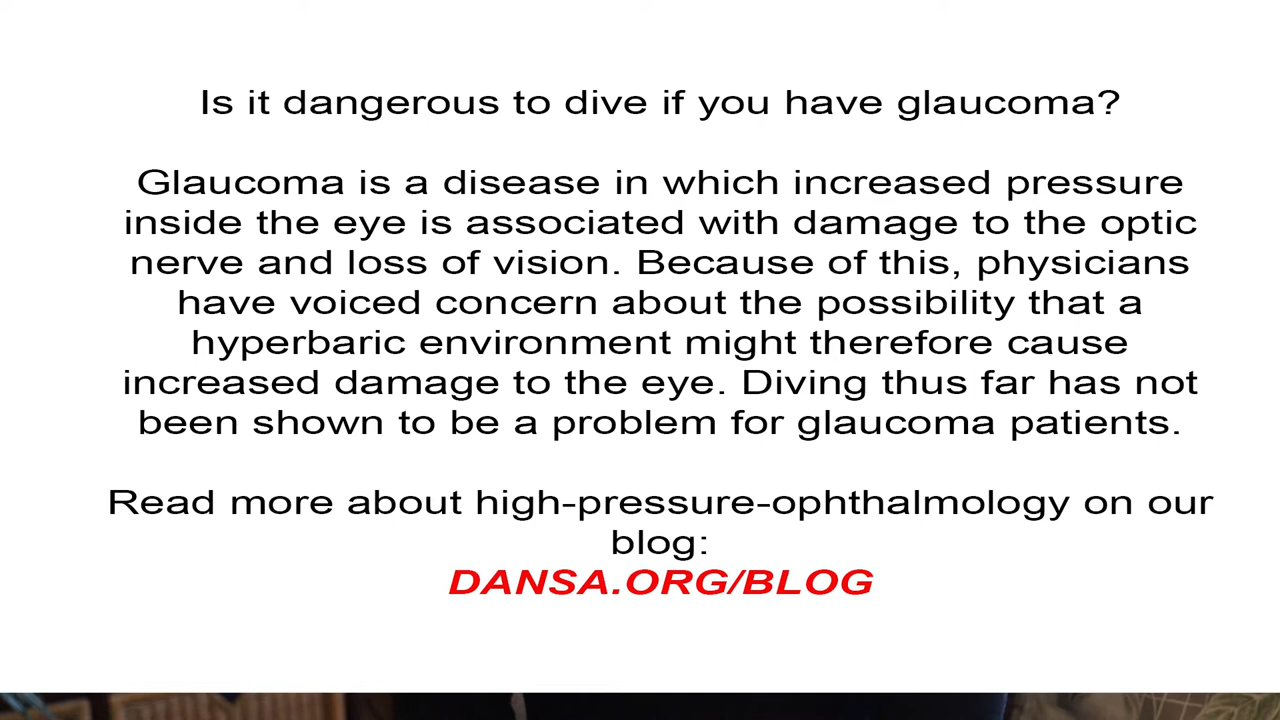 Is it dangerous to dive if you have glaucoma?
Glaucoma is a disease in which increased pressure
inside the eye is associated with damage to the optic
nerve and loss of vision. Because of this, physicians
have voiced concern about the possibility that a
hyperbaric environment might therefore cause
increased damage to the eye. Diving thus far has not
been shown to be a problem for glaucoma patients.
Read more about high-pressure-ophthalmology on our
blog:
DANSA.ORG/BLOG